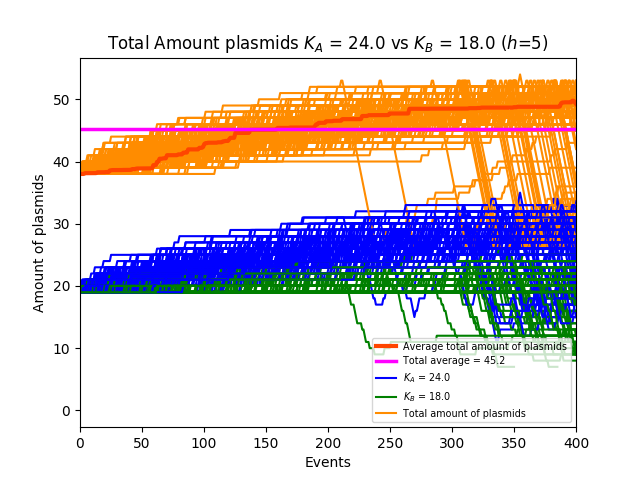 Total Amount plasmids K_A = 24.0 vs K_B = 18.0 (h=5)
Amount of plasmids
50
40
30
20
10
0
Average total amount of plasmids
Total average = 45.2
K_A = 24.0
K_B = 18.0
Total amount of plasmids
0 50 100 150 200 250 300 350 400
Events